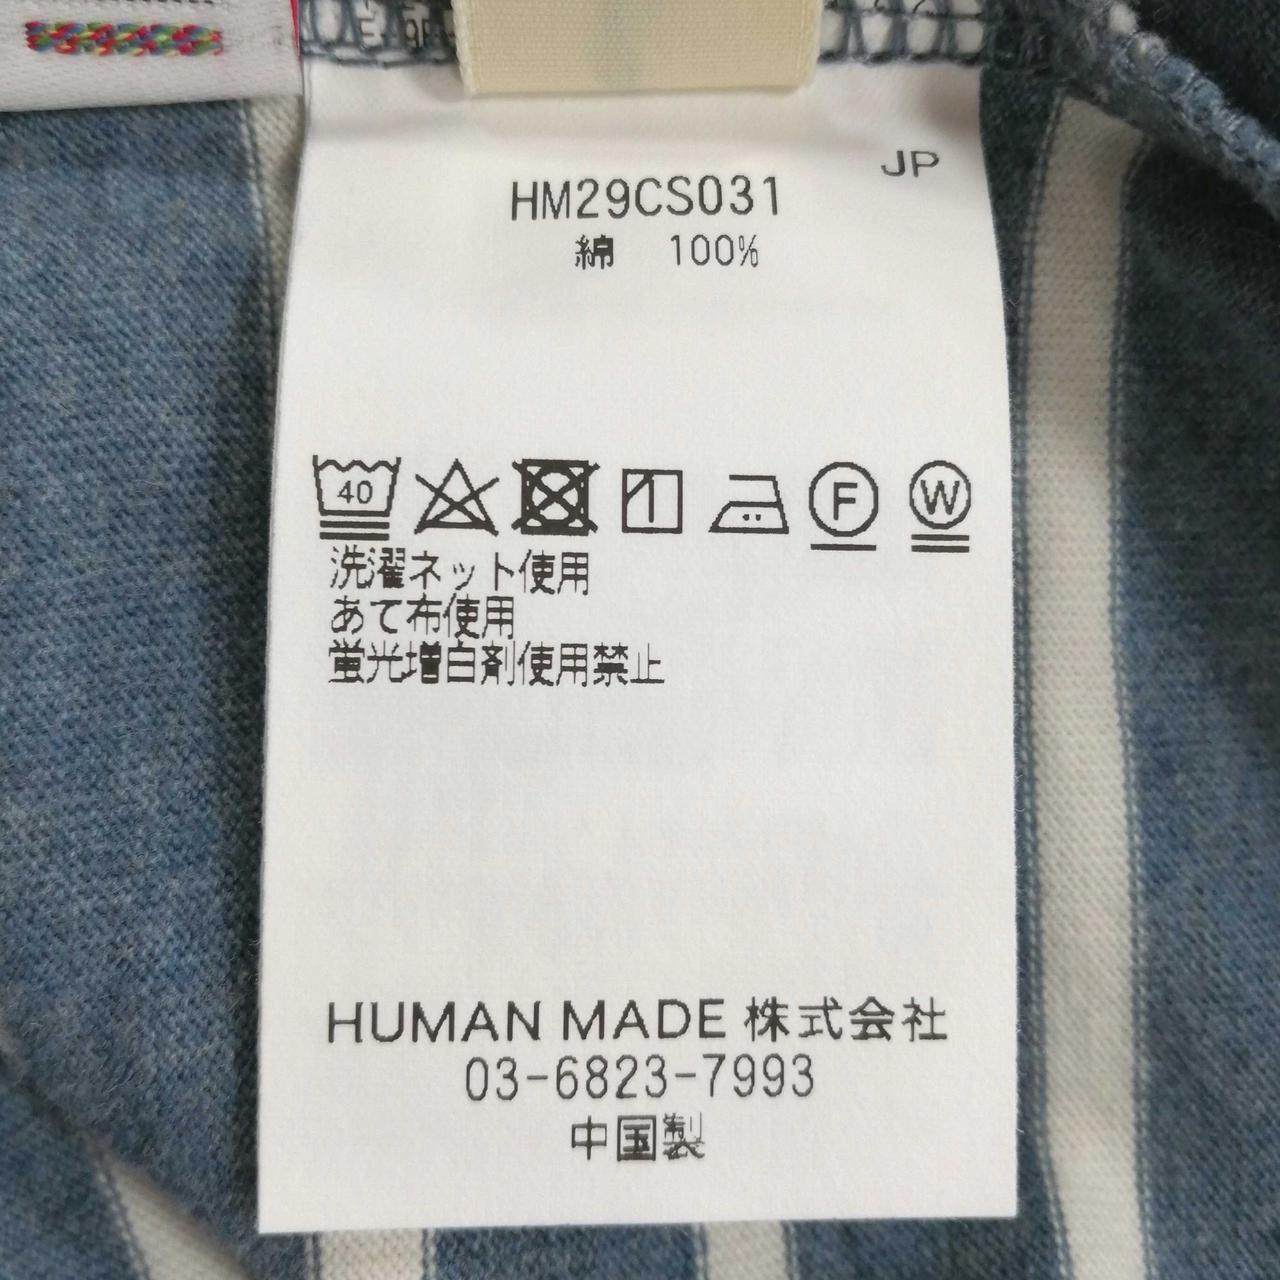 JP
HM29CS031
綿 100%
40 F W
洗濯ネット使用
あて布使用
蛍光増白剤使用禁止
HUMAN MADE 株式会社
03-6823-7993
中国製